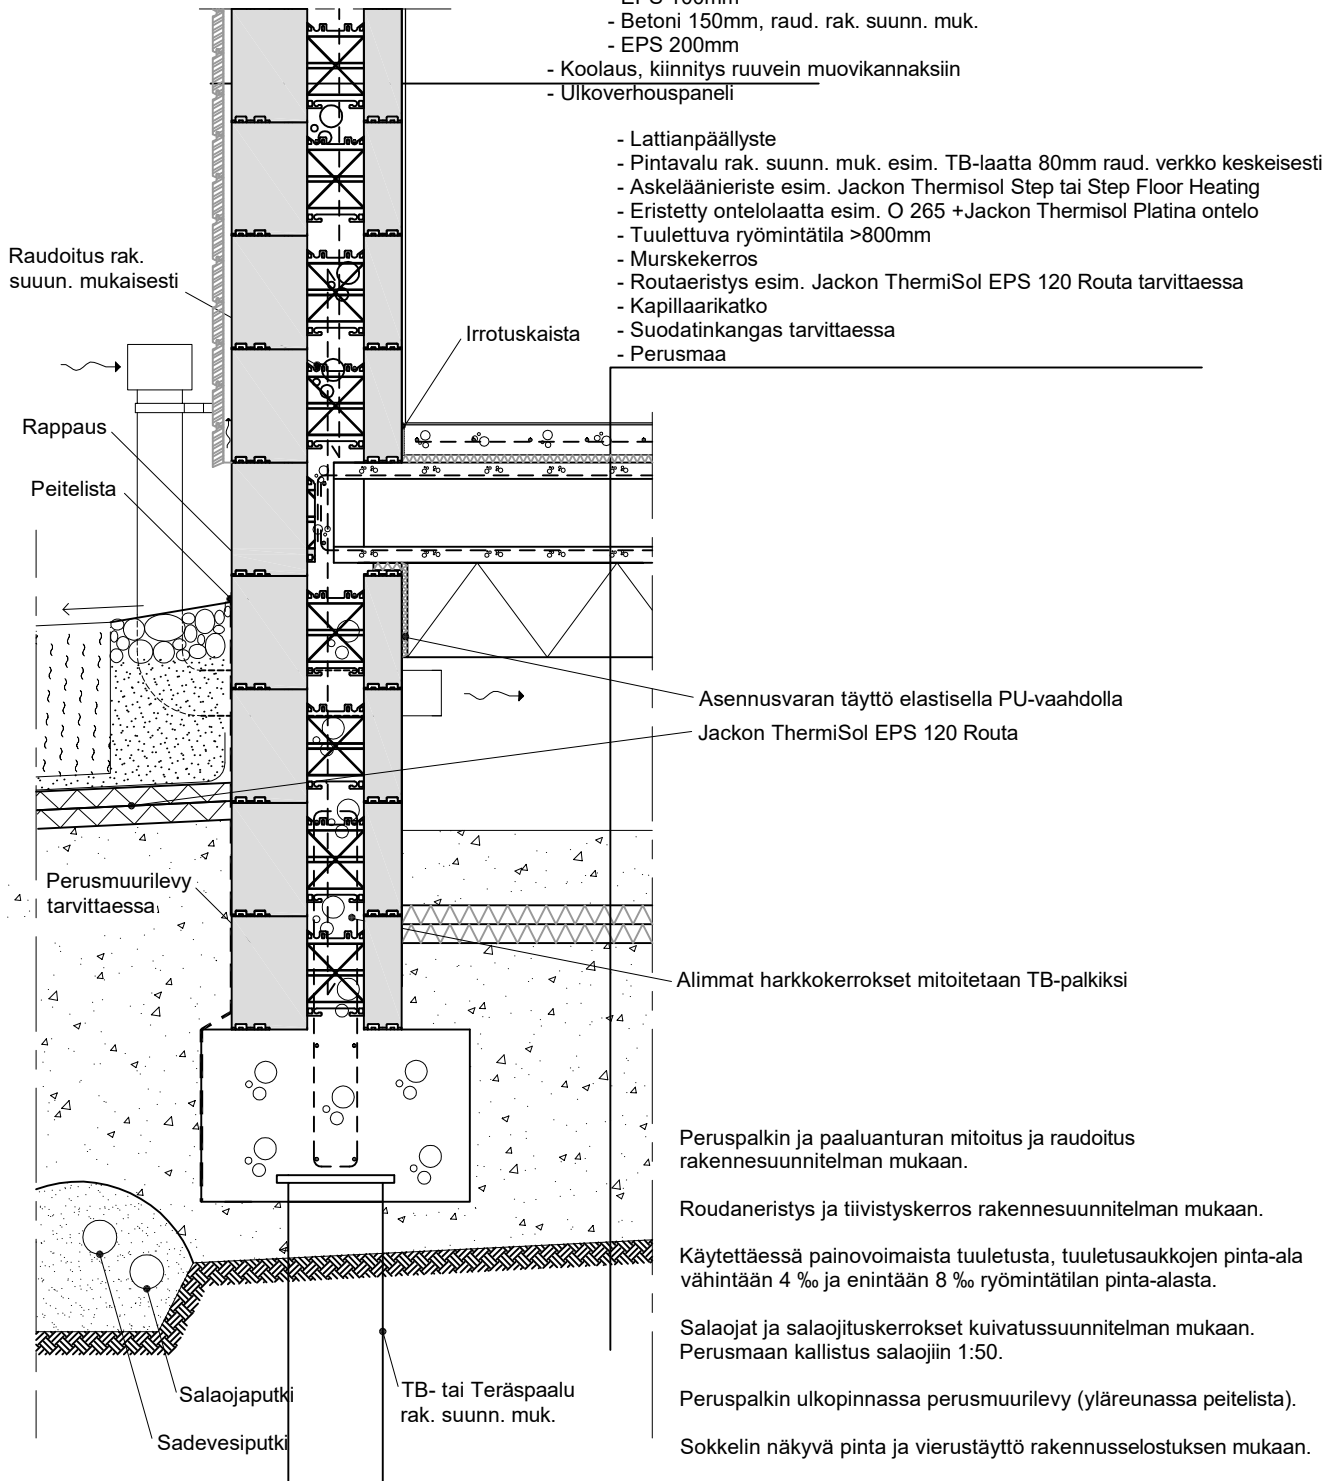 - EPS 100mm
- Betoni 150mm, raud. rak. suunn. muk.
- EPS 200mm
- Koolaus, kiinnitys ruuvein muovikannaksiin
- Ulkoverhouspaneli
- Lattianpäällyste
- Pintavalu rak. suunn. muk. esim. TB-laatta 80mm raud. verkko keskeisesti
- Askeläänieriste esim. Jackon Thermisol Step tai Step Floor Heating
- Eristetty ontelolaatta esim. O 265 +Jackon Thermisol Platina ontelo
- Tuulettuva ryömintätila >800mm
- Murskekerros
- Routaeristys esim. Jackon ThermiSol EPS 120 Routa tarvittaessa
- Kapillaarikatko
- Suodatinkangas tarvittaessa
- Perusmaa
Raudoitus rak.
suuun. mukaisesti
Irrotuskaista
Rappaus
Peitelista
Asennusvaran täyttö elastisella PU-vaahdolla
Jackon ThermiSol EPS 120 Routa
Perusmuurilevy
tarvittaessa
Alimmat harkkokerrokset mitoitetaan TB-palkiksi
Peruspalkin ja paaluanturan mitoitus ja raudoitus
rakennesuunnitelman mukaan.
Roudaneristys ja tiivistyskerros rakennesuunnitelman mukaan.
Käytettäessä painovoimaista tuuletusta, tuuletusaukkojen pinta-ala
vähintään 4 ‰ ja enintään 8 ‰ ryömintätilan pinta-alasta.
Salaojat ja salaojituskerrokset kuivatussuunnitelman mukaan.
Perusmaan kallistus salaojiin 1:50.
Peruspalkin ulkopinnassa perusmuurilevy (yläreunassa peitelista).
Sokkelin näkyvä pinta ja vierustäyttö rakennusselostuksen mukaan.
Salaojaputki
Sadevesiputki
TB- tai Teräspaalu
rak. suunn. muk.